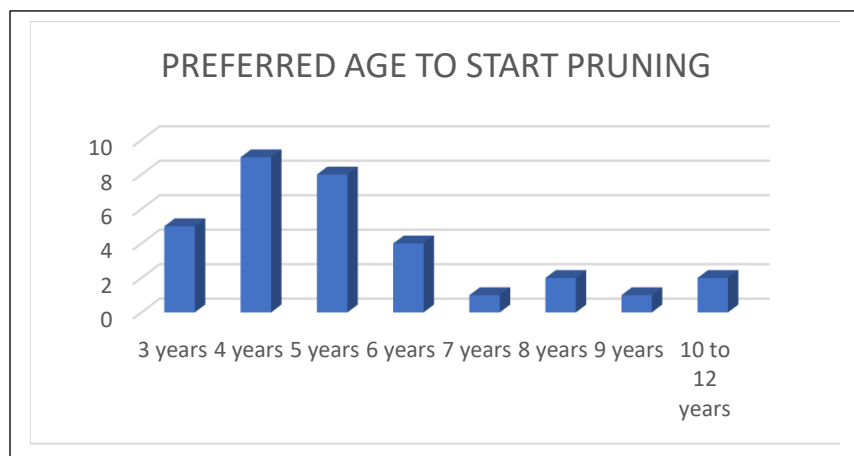 PREFERRED AGE TO START PRUNING
10
8
6
4
2
0
3 years 4 years 5 years 6 years 7 years 8 years 9 years 10 to
12
years